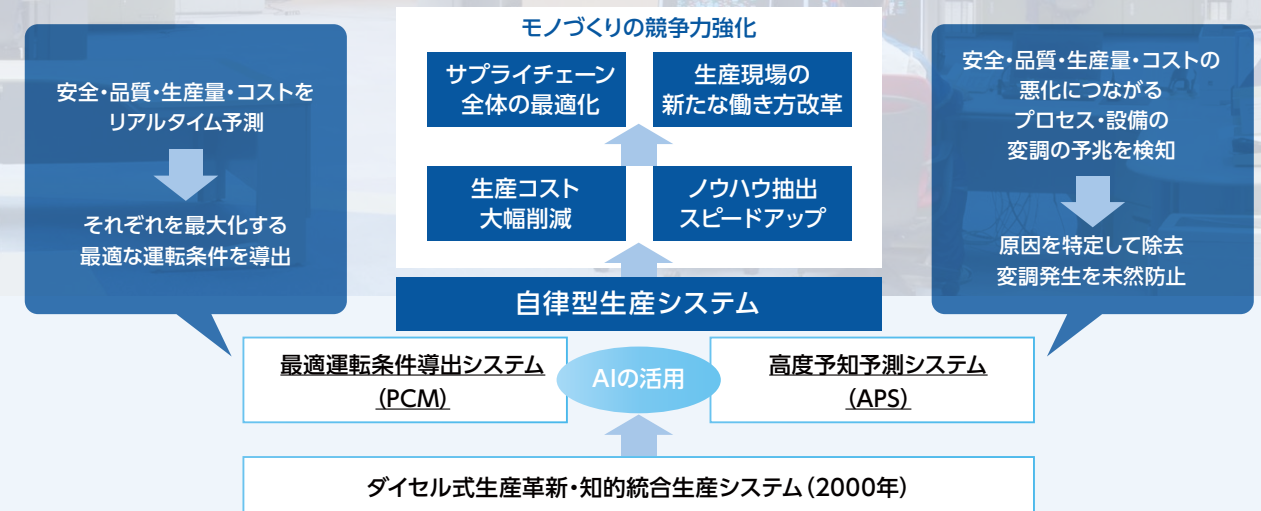 モノづくりの競争力強化
サプライチェーン
全体の最適化
生産現場の
新たな働き方改革
生産コスト
大幅削減
ノウハウ抽出
スピードアップ
自律型生産システム
安全・品質・生産量・コストを
リアルタイム予測
それぞれを最大化する
最適な運転条件を導出
安全・品質・生産量・コストの
悪化につながる
プロセス・設備の
変調の予兆を検知
原因を特定して除去
変調発生を未然防止
最適運転条件導出システム
(PCM)
AIの活用
高度予知予測システム
(APS)
ダイセル式生産革新・知的統合生産システム(2000年)